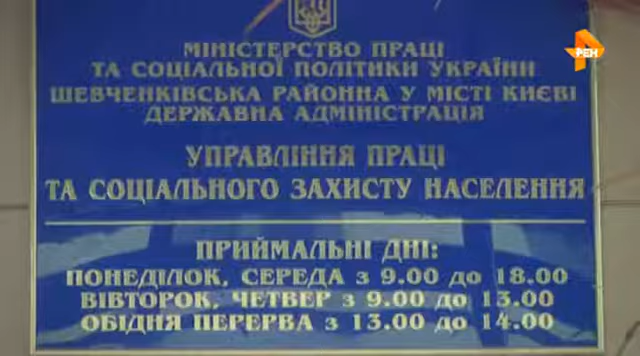 МІНІСТЕРСТВО ПРАЦІ
ТА СОЦІАЛЬНОЇ ПОЛІТИКИ УКРАЇНИ
ШЕВЧЕНКІВСЬКА РАЙОННА У МІСТІ КИЄВІ
ДЕРЖАВНА АДМІНІСТРАЦІЯ
УПРАВЛІННЯ ПРАЦІ
ТА СОЦІАЛЬНОГО ЗАХИСТУ НАСЕЛЕННЯ
ПРИЙМАЛЬНІ ДНІ:
ПОНЕДІЛОК, СЕРЕДА з 9.00 до 18.00
ВІВТОРОК, ЧЕТВЕР з 9.00 до 13.00
ОБІДНЯ ПЕРЕРВА з 13.00 до 14.00
РЕН